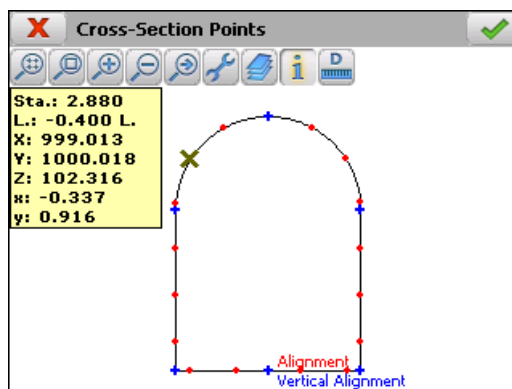 Cross-Section Points
D
Sta.: 2.880
L.: -0.400 L.
X: 999.013
Y: 1000.018
Z: 102.316
x: -0.337
y: 0.916
Alignment
Vertical Alignment